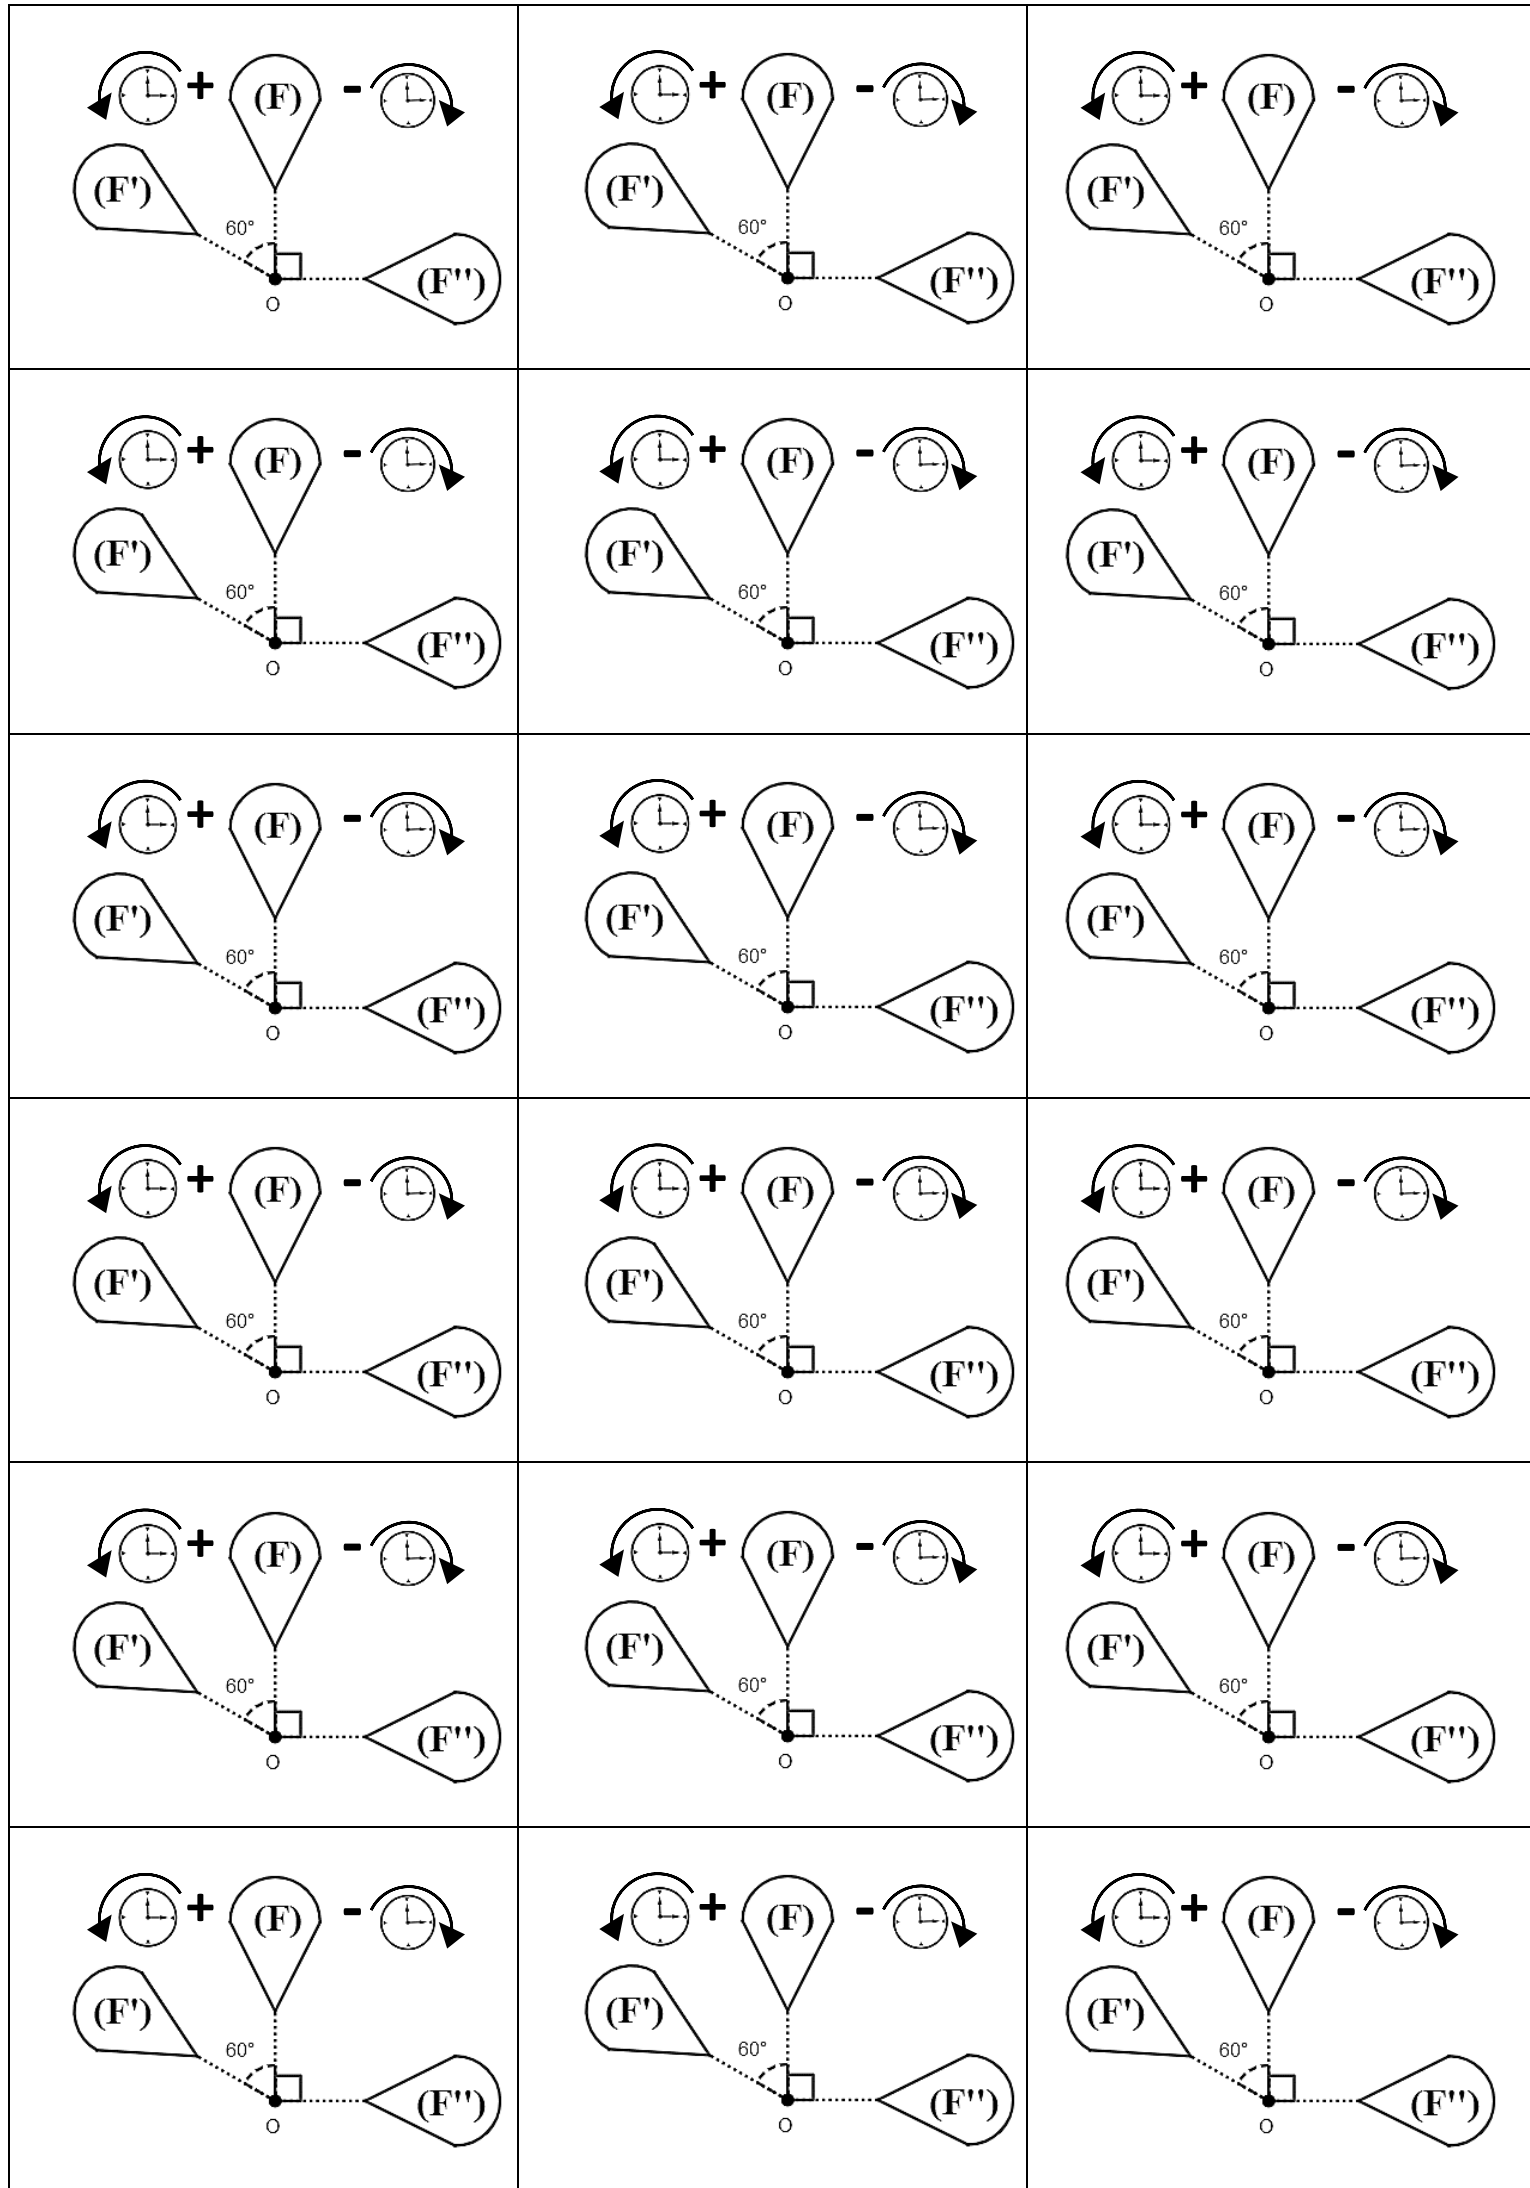 + (F) - + (F) - + (F) -
(F') (F') (F')
60° 60° 60°
(F'') (F'') (F'')
O O O
+ (F) - + (F) - + (F) -
(F') (F') (F')
60° 60° 60°
(F'') (F'') (F'')
O O O
+ (F) - + (F) - + (F) -
(F') (F') (F')
60° 60° 60°
(F'') (F'') (F'')
O O O
+ (F) - + (F) - + (F) -
(F') (F') (F')
60° 60° 60°
(F'') (F'') (F'')
O O O
+ (F) - + (F) - + (F) -
(F') (F') (F')
60° 60° 60°
(F'') (F'') (F'')
O O O
+ (F) - + (F) - + (F) -
(F') (F') (F')
60° 60° 60°
(F'') (F'') (F'')
O O O